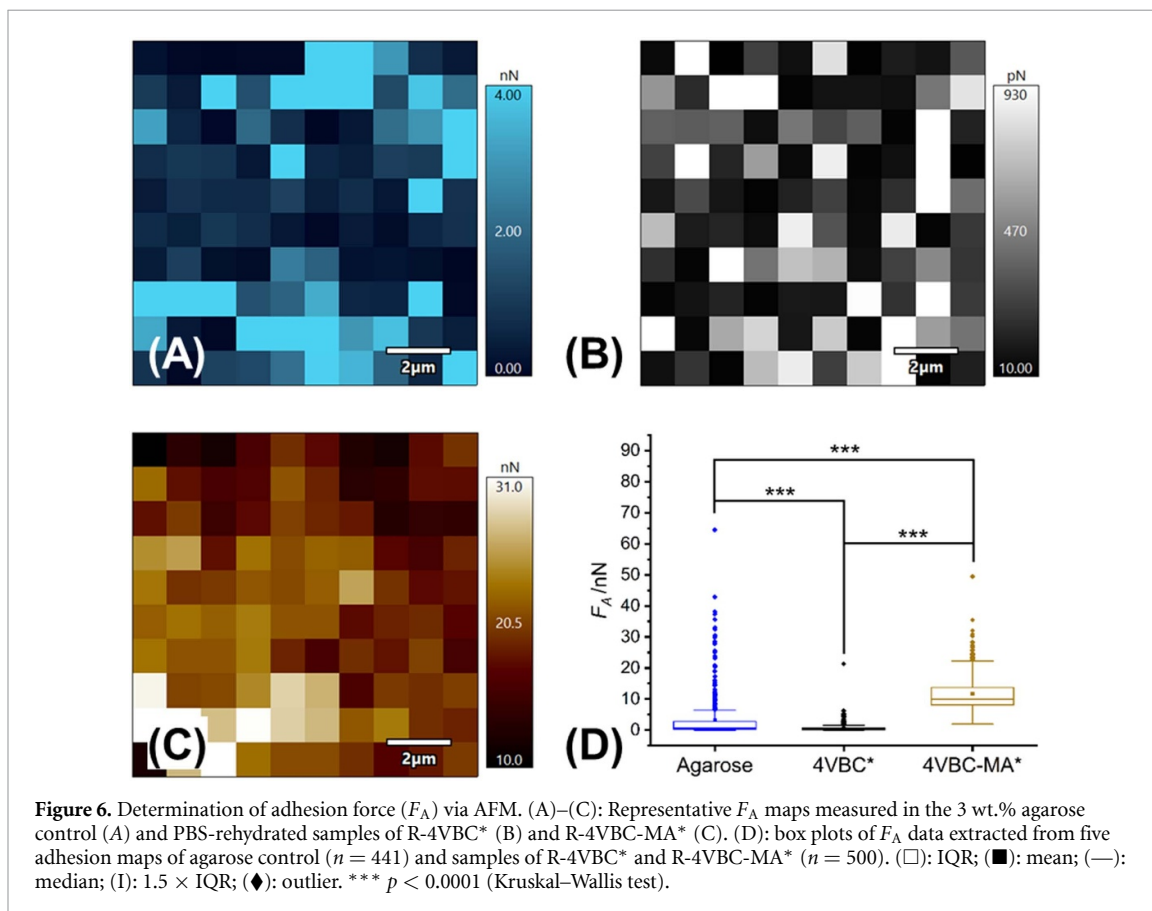 nN
4.00
2.00
0.00
(A)
2μm
pN
930
470
10.00
(B)
2μm
nN
31.0
20.5
10.0
(C)
2μm
90
80
70
60
50
40
30
20
10
0
F_A/nN
***
***
***
Agarose
4VBC*
4VBC-MA*
(D)
Figure 6. Determination of adhesion force (F_A) via AFM. (A)–(C): Representative F_A maps measured in the 3 wt.% agarose
control (A) and PBS-rehydrated samples of R-4VBC* (B) and R-4VBC-MA* (C). (D): box plots of F_A data extracted from five
adhesion maps of agarose control (n = 441) and samples of R-4VBC* and R-4VBC-MA* (n = 500). (□): IQR; (■): mean; (—):
median; (I): 1.5 × IQR; (♦): outlier. *** p < 0.0001 (Kruskal–Wallis test).